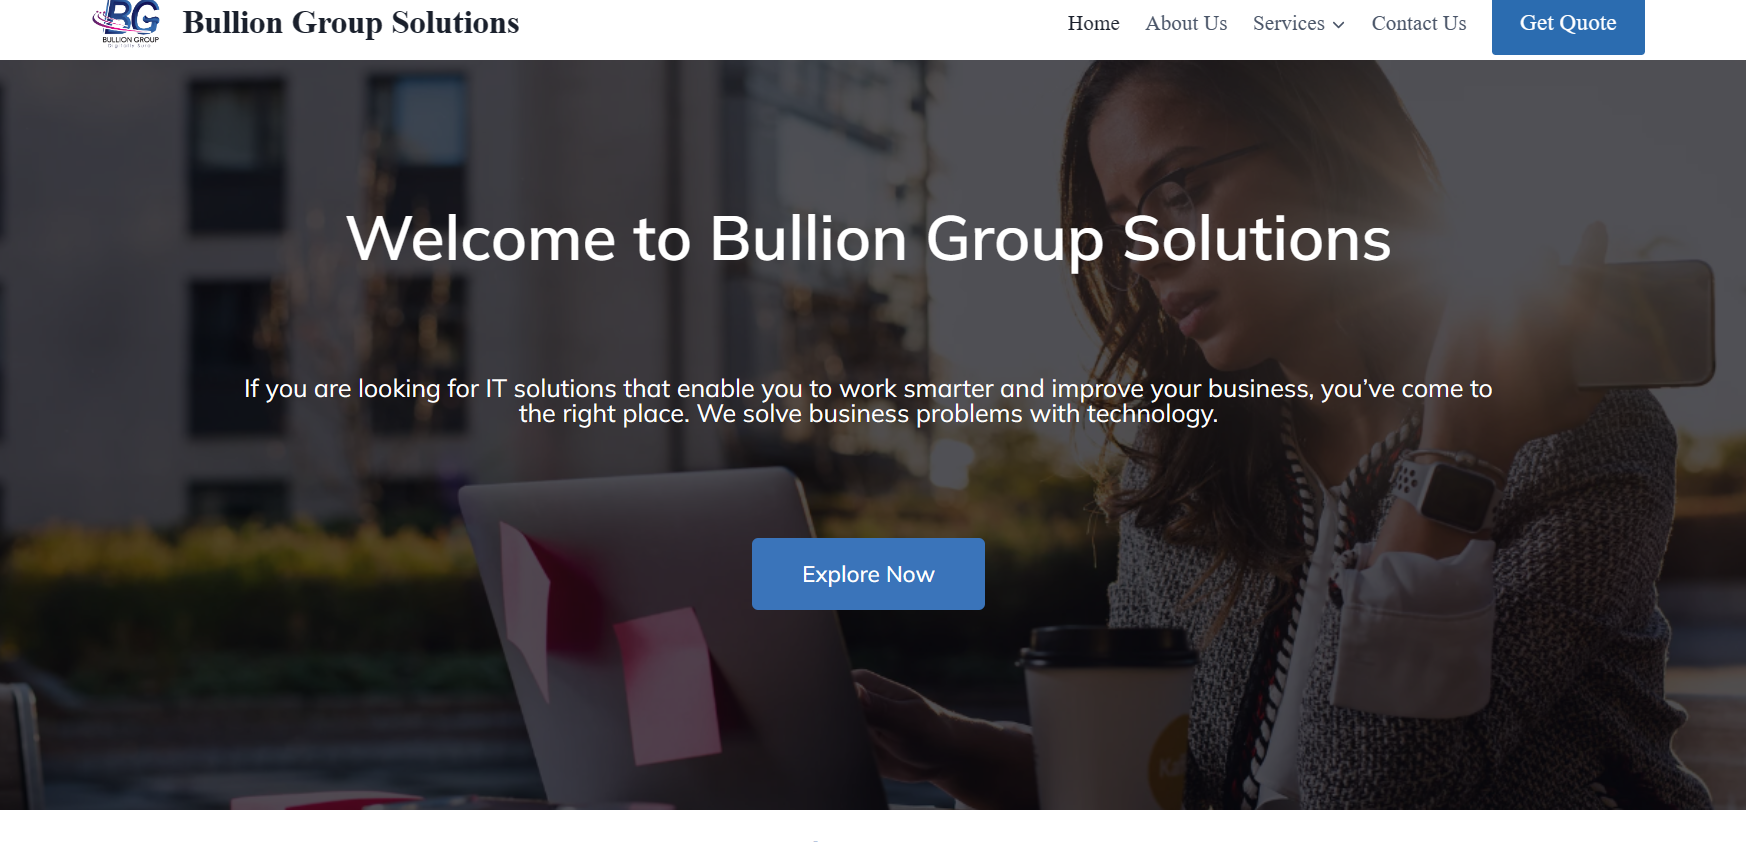 BG
BULLION GROUP
Bullion Group Solutions
Home
About Us
Services
Contact Us
Get Quote
Welcome to Bullion Group Solutions
If you are looking for IT solutions that enable you to work smarter and improve your business, you’ve come to
the right place. We solve business problems with technology.
Explore Now